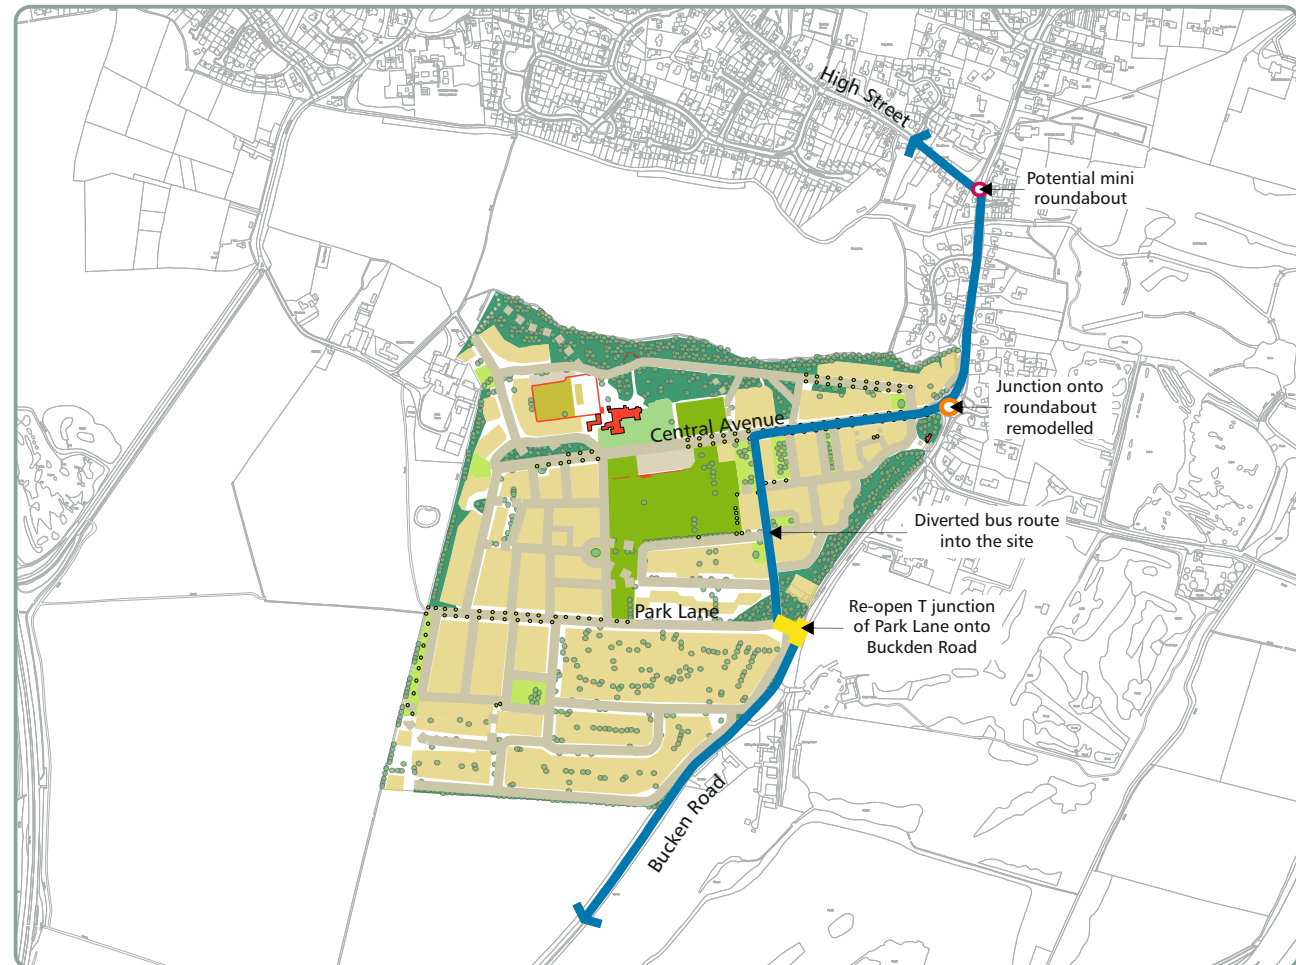 High Street
Potential mini
roundabout
Junction onto
roundabout
remodelled
Central Avenue
Diverted bus route
into the site
Re-open T junction
of Park Lane onto
Buckden Road
Park Lane
Bucken Road